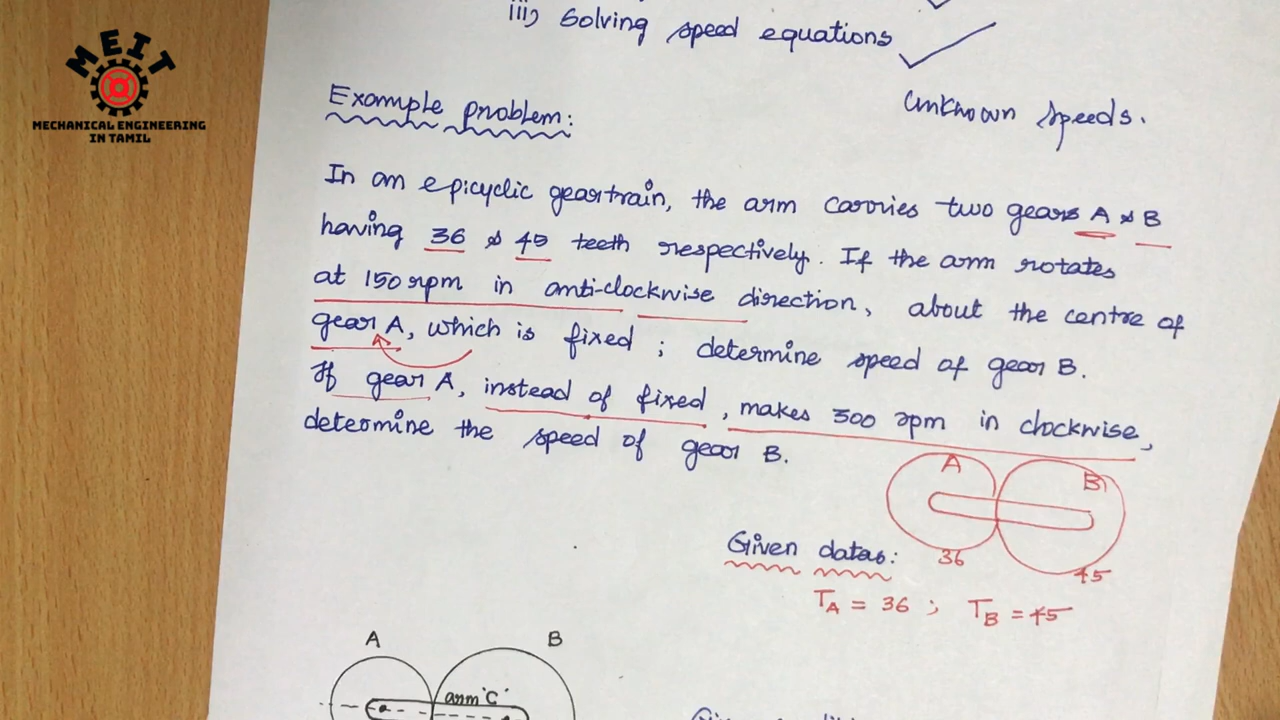 MEIT
MECHANICAL ENGINEERING
IN TAMIL
iii) Solving speed equations
unknown speeds.
Example problem:
In an epicyclic geartrain, the arm carries two gears A & B
having 36 & 45 teeth respectively. If the arm rotates
at 150 rpm in anti-clockwise direction, about the centre of
gear A, which is fixed ; determine speed of gear B.
If gear A, instead of fixed, makes 300 rpm in clockwise,
determine the speed of gear B.
A B
36 45
Given datas:
TA = 36 ; TB = 45
A B
arm 'C'